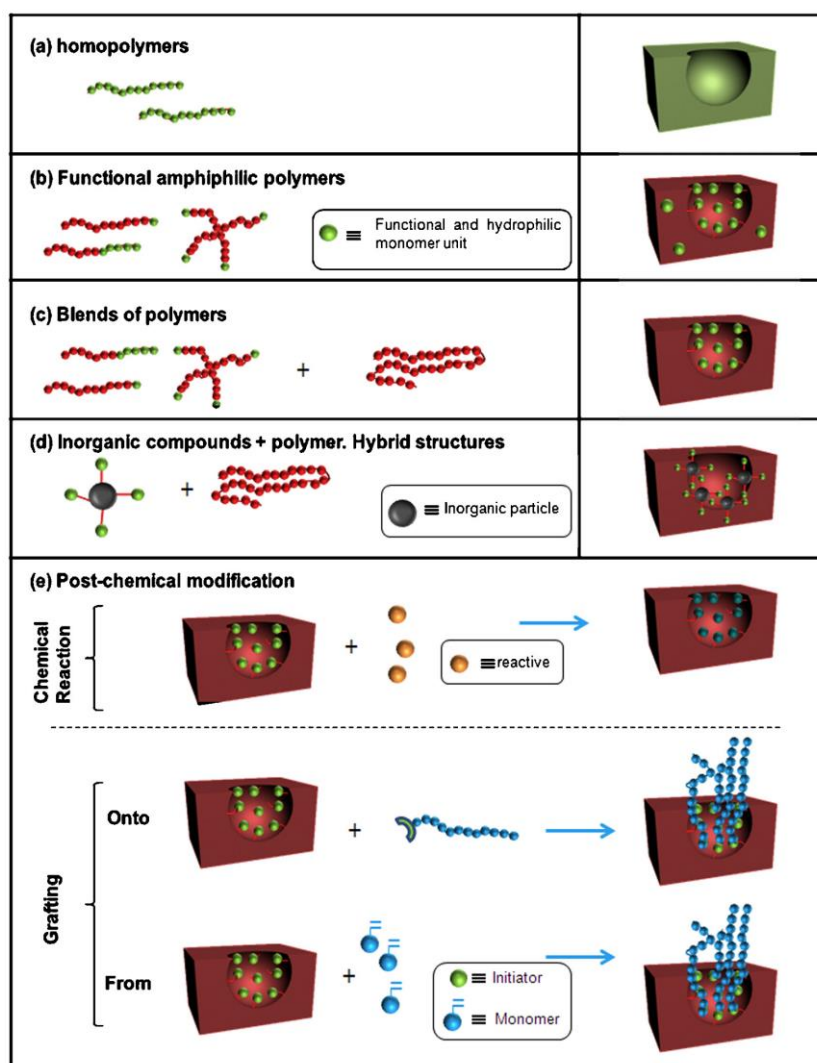 (a) homopolymers
(b) Functional amphiphilic polymers
≡ Functional and hydrophilic
monomer unit
(c) Blends of polymers
+
(d) Inorganic compounds + polymer. Hybrid structures
+
≡ Inorganic particle
(e) Post-chemical modification
Chemical
Reaction
+
≡ reactive
Grafting
Onto
+
From
+
≡ Initiator
≡ Monomer